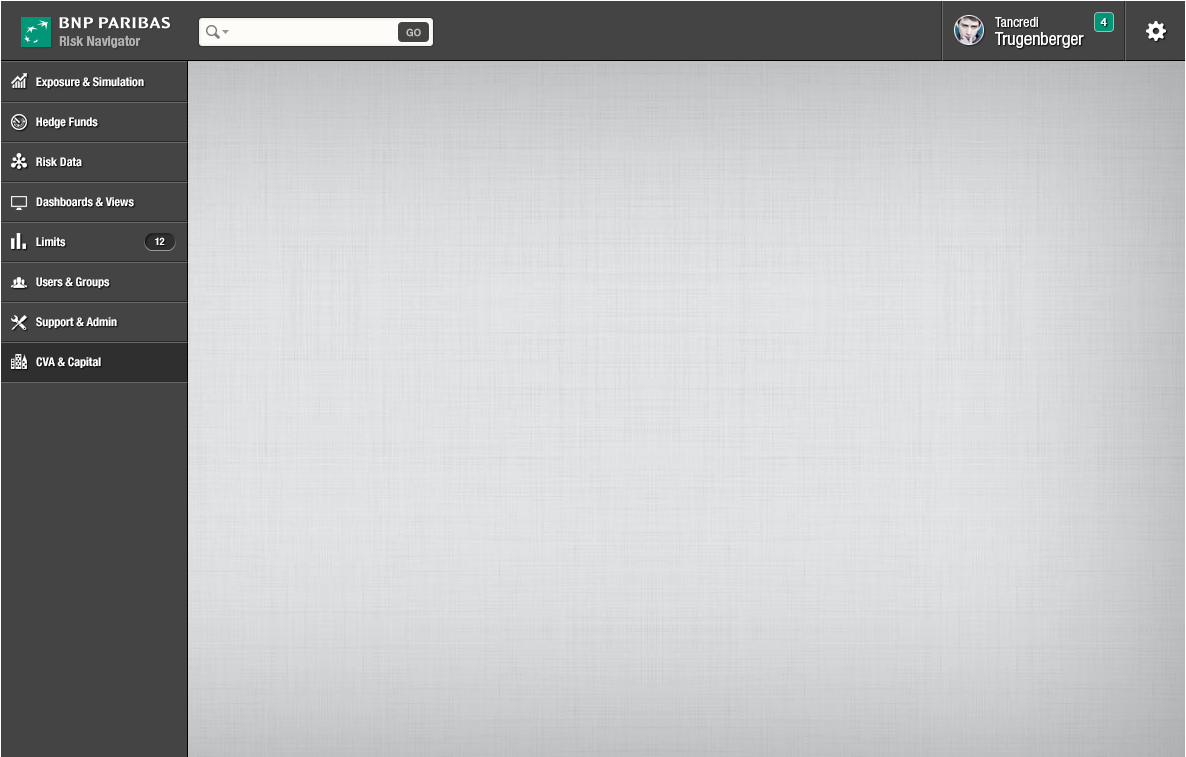 BNP PARIBAS
Risk Navigator
GO
Tancredi
Trugenberger
4
Exposure & Simulation
Hedge Funds
Risk Data
Dashboards & Views
Limits
12
Users & Groups
Support & Admin
CVA & Capital